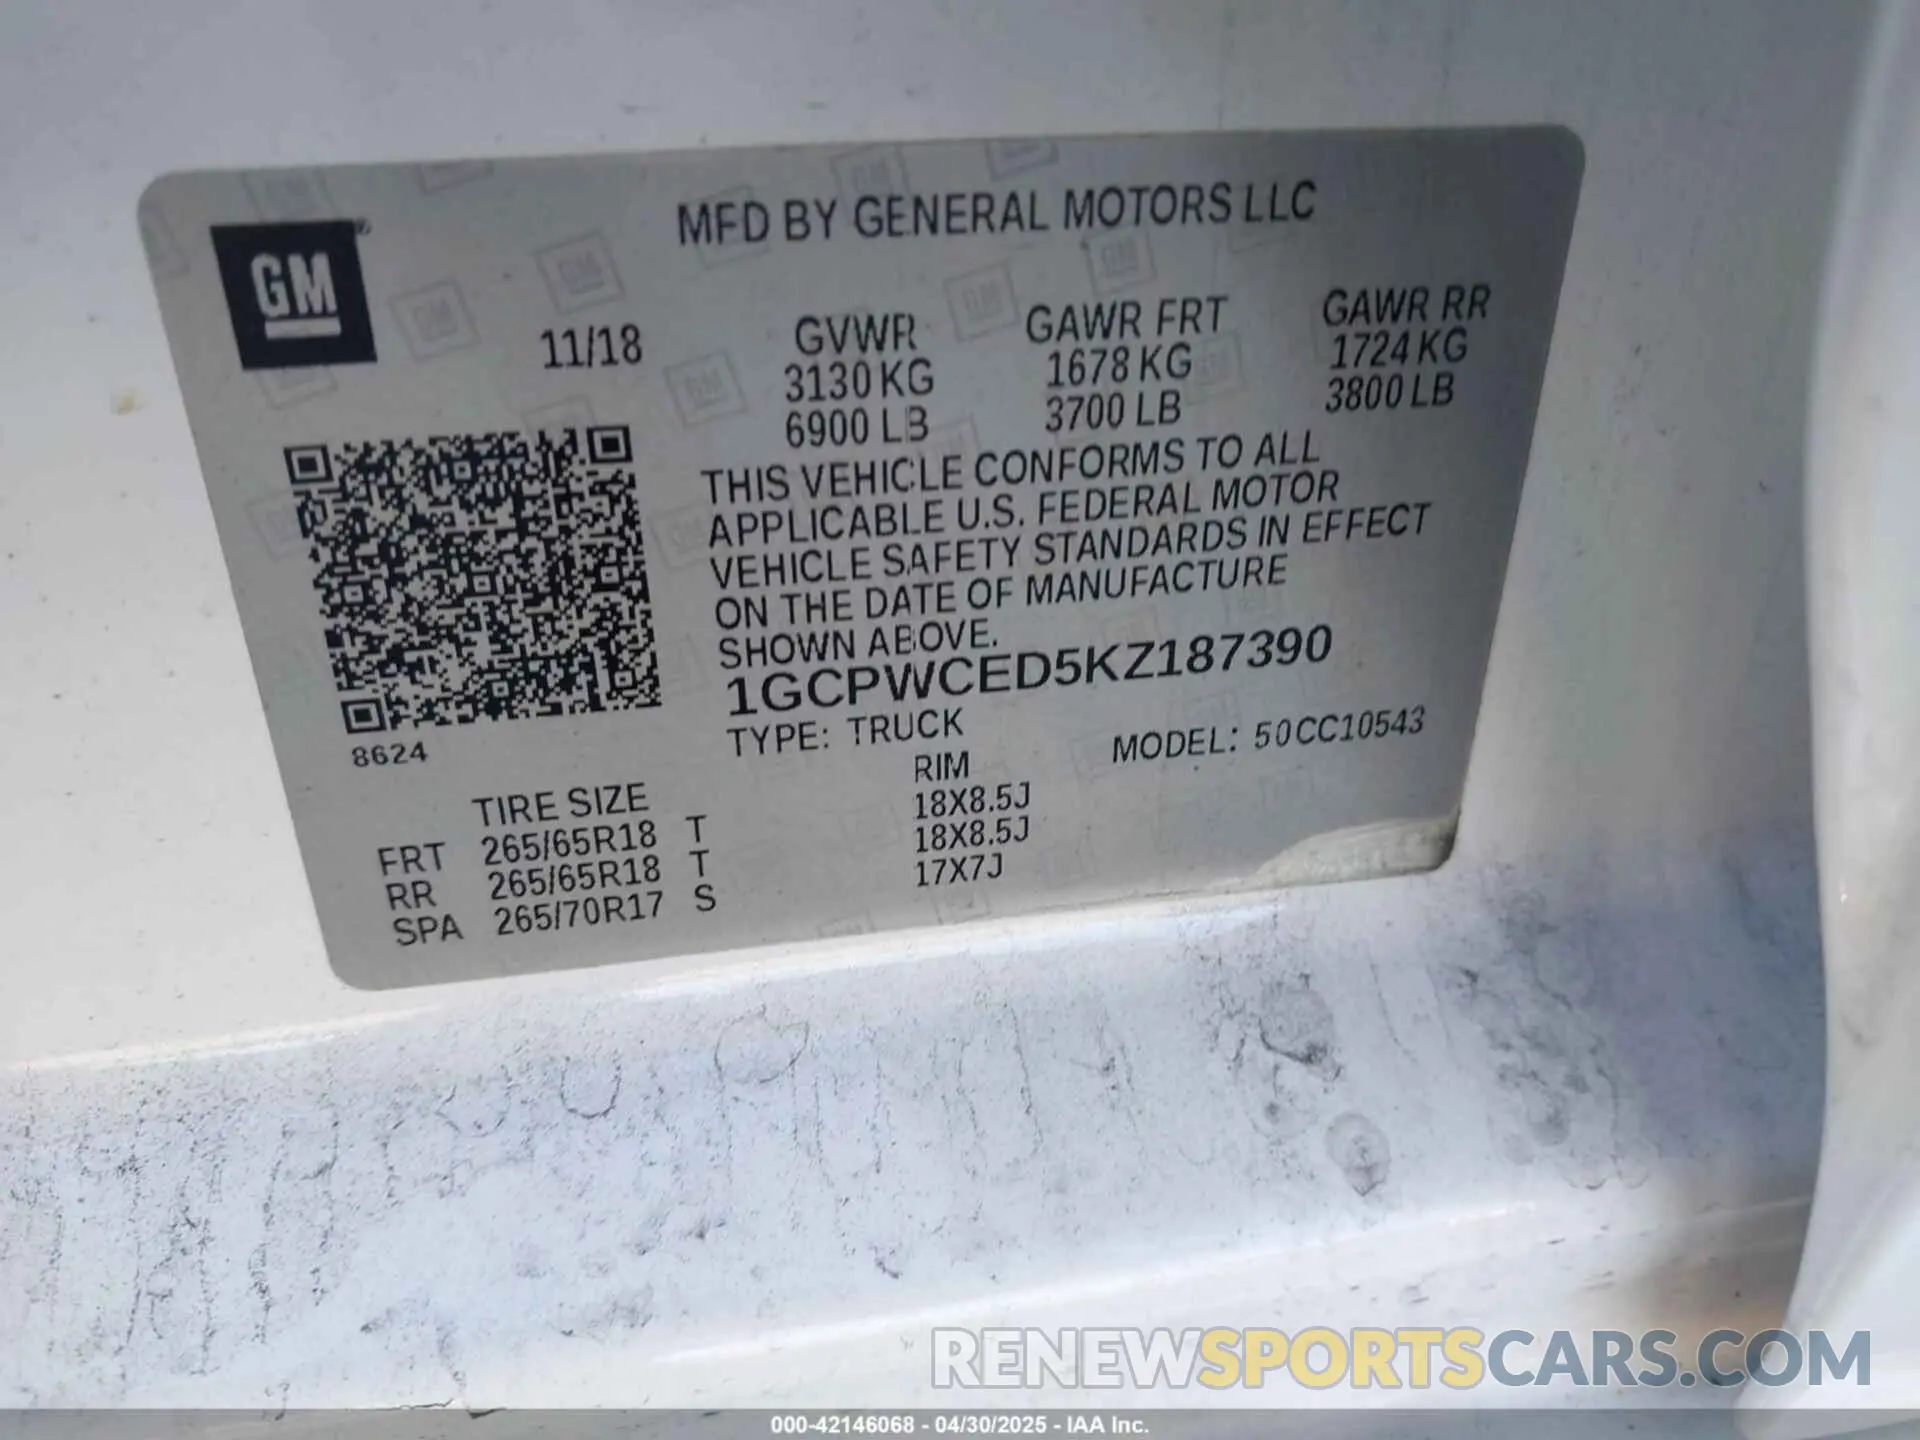 MFD BY GENERAL MOTORS LLC
GM
11/18
GVWR GAWR FRT GAWR RR
3130 KG 1678 KG 1724 KG
6900 LB 3700 LB 3800 LB
THIS VEHICLE CONFORMS TO ALL
APPLICABLE U.S. FEDERAL MOTOR
VEHICLE SAFETY STANDARDS IN EFFECT
ON THE DATE OF MANUFACTURE
SHOWN ABOVE.
1GCPWCED5KZ187390
TYPE: TRUCK MODEL: 50CC10543
8624
TIRE SIZE RIM
FRT 265/65R18 T 18X8.5J
RR 265/65R18 T 18X8.5J
SPA 265/70R17 S 17X7J
RENEWSPORTSCARS.COM
000-42146068 - 04/30/2025 - IAA Inc.